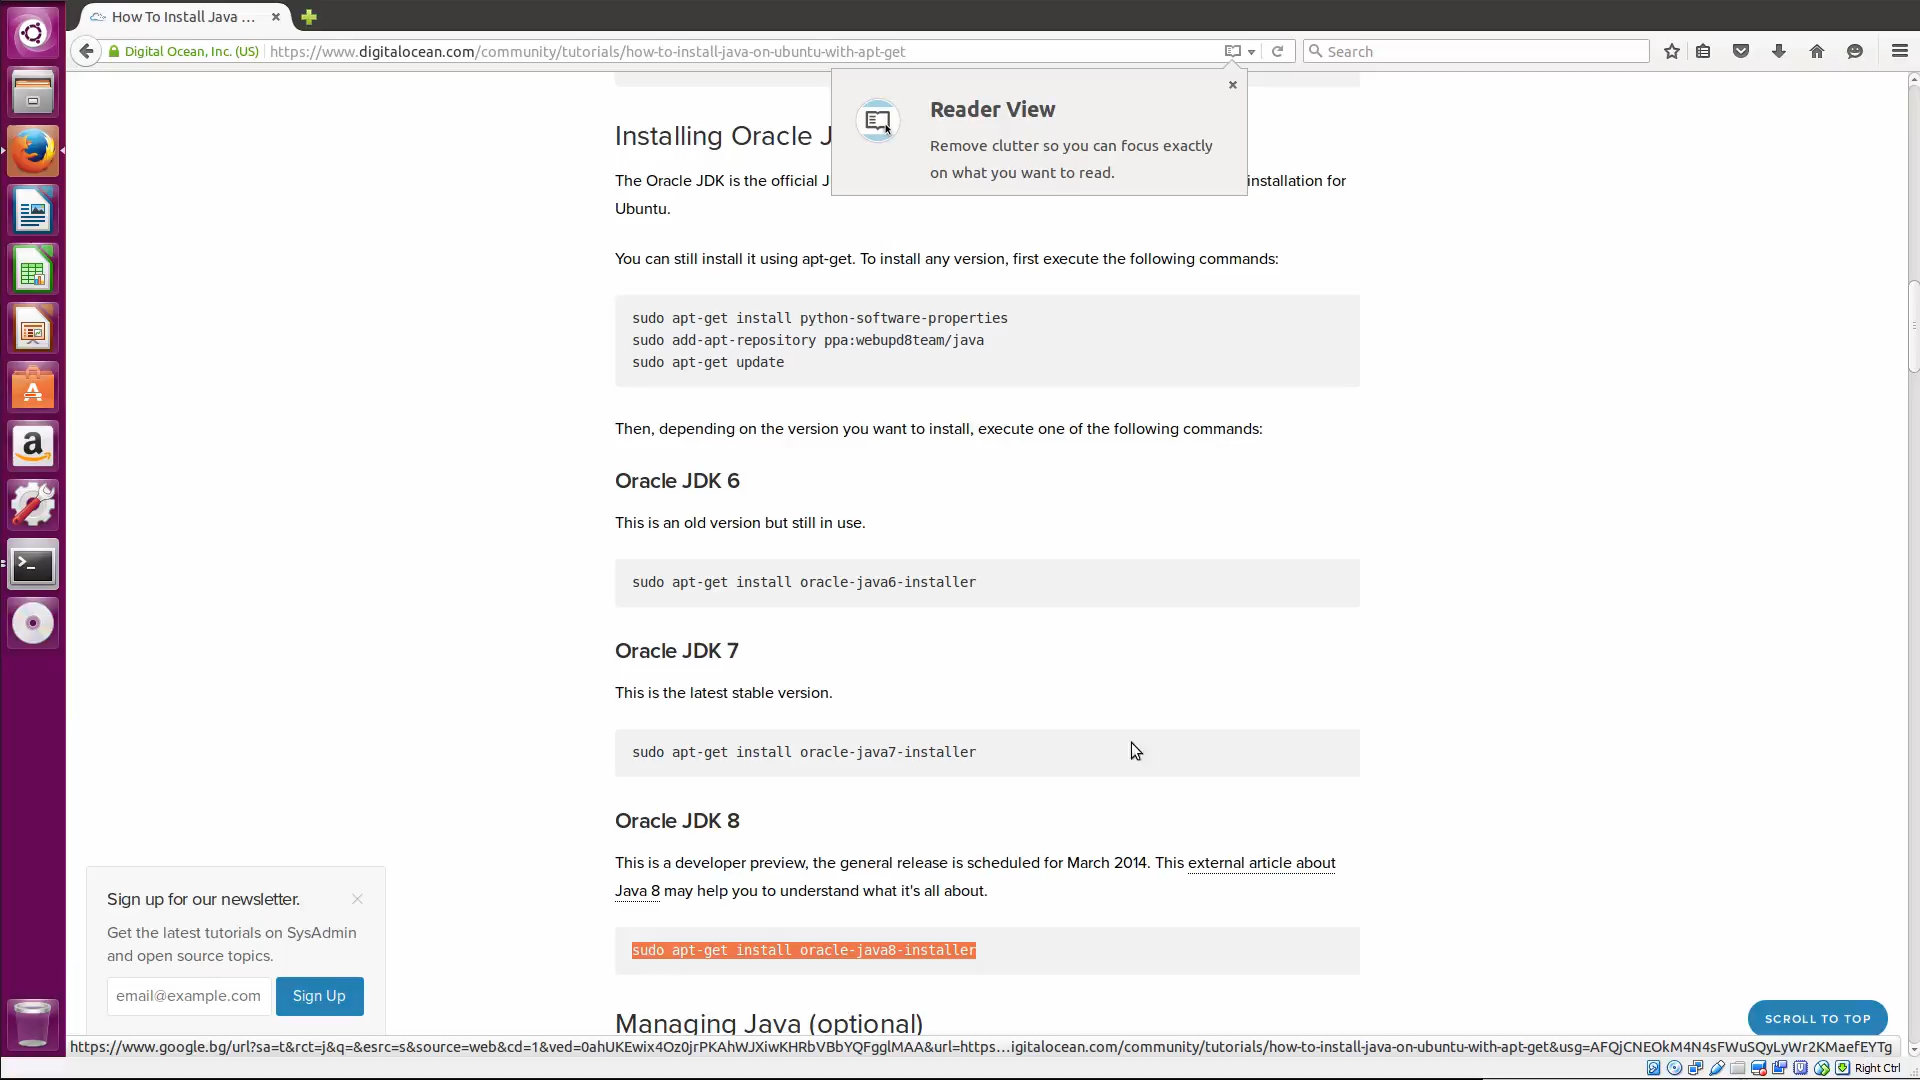 How To Install Java ...
Digital Ocean, Inc. (US)
https://www.digitalocean.com/community/tutorials/how-to-install-java-on-ubuntu-with-apt-get
Search
Reader View
Remove clutter so you can focus exactly
on what you want to read.
Installing Oracle J
The Oracle JDK is the official J
installation for
Ubuntu.
You can still install it using apt-get. To install any version, first execute the following commands:
sudo apt-get install python-software-properties
sudo add-apt-repository ppa:webupd8team/java
sudo apt-get update
Then, depending on the version you want to install, execute one of the following commands:
Oracle JDK 6
This is an old version but still in use.
sudo apt-get install oracle-java6-installer
Oracle JDK 7
This is the latest stable version.
sudo apt-get install oracle-java7-installer
Oracle JDK 8
This is a developer preview, the general release is scheduled for March 2014. This external article about
Java 8 may help you to understand what it's all about.
sudo apt-get install oracle-java8-installer
Managing Java (optional)
Sign up for our newsletter.
Get the latest tutorials on SysAdmin
and open source topics.
email@example.com
Sign Up
SCROLL TO TOP
https://www.google.bg/url?sa=t&rct=j&q=&esrc=s&source=web&cd=1&ved=0ahUKEwix4Oz0jrPKAhWJXiwKHRbVBbYQFgglMAA&url=https...igitalocean.com/community/tutorials/how-to-install-java-on-ubuntu-with-apt-get&usg=AFQjCNEOkM4N4sFWuSQyLyWr2KMaefEYTg
Right Ctrl